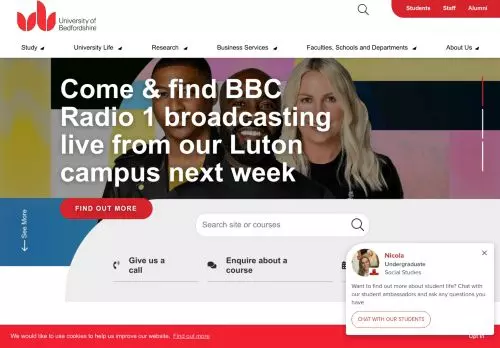 University of
Bedfordshire
Students
Staff
Alumni
Study
University Life
Research
Business Services
Faculties, Schools and Departments
About Us
Come & find BBC
Radio 1 broadcasting
live from our Luton
campus next week
FIND OUT MORE
See More
Search site or courses
Give us a
call
Enquire about a
course
Nicola
Undergraduate
Social Studies
Want to find out more about student life? Chat with
our student ambassadors and ask any questions you
have
CHAT WITH OUR STUDENTS
We would like to use cookies to help us improve our website.
Find out more
Opt in